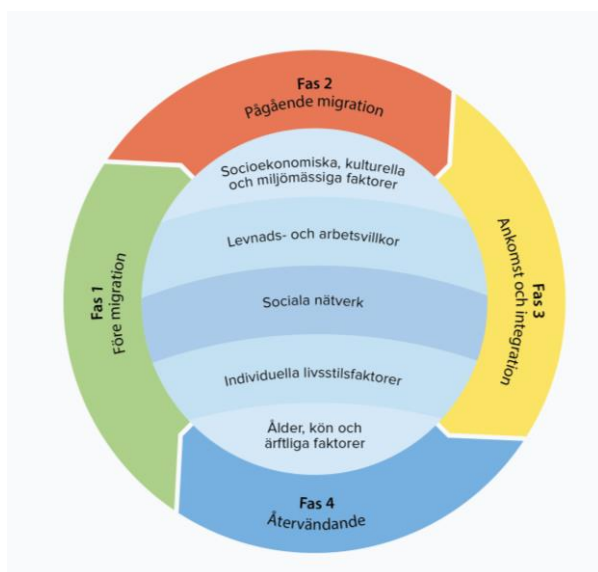 Fas 2
Pågående migration
Socioekonomiska, kulturella
och miljömässiga faktorer
Levnads- och arbetsvillkor
Fas 1
Före migration
Sociala nätverk
Fas 3
Ankomst och integration
Individuella livsstilsfaktorer
Ålder, kön och
ärftliga faktorer
Fas 4
Återvändande